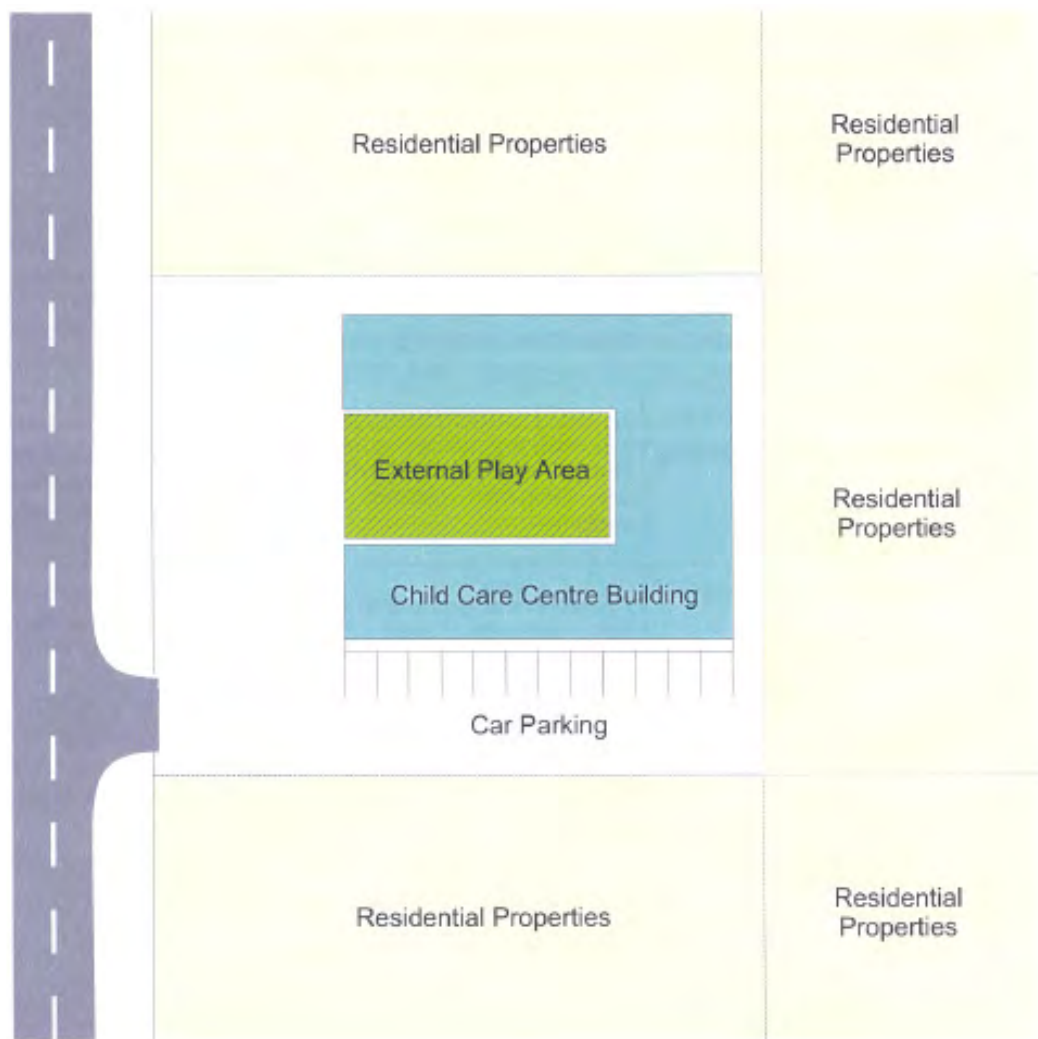 Residential Properties
Residential
Properties
External Play Area
Residential
Properties
Child Care Centre Building
Car Parking
Residential Properties
Residential
Properties